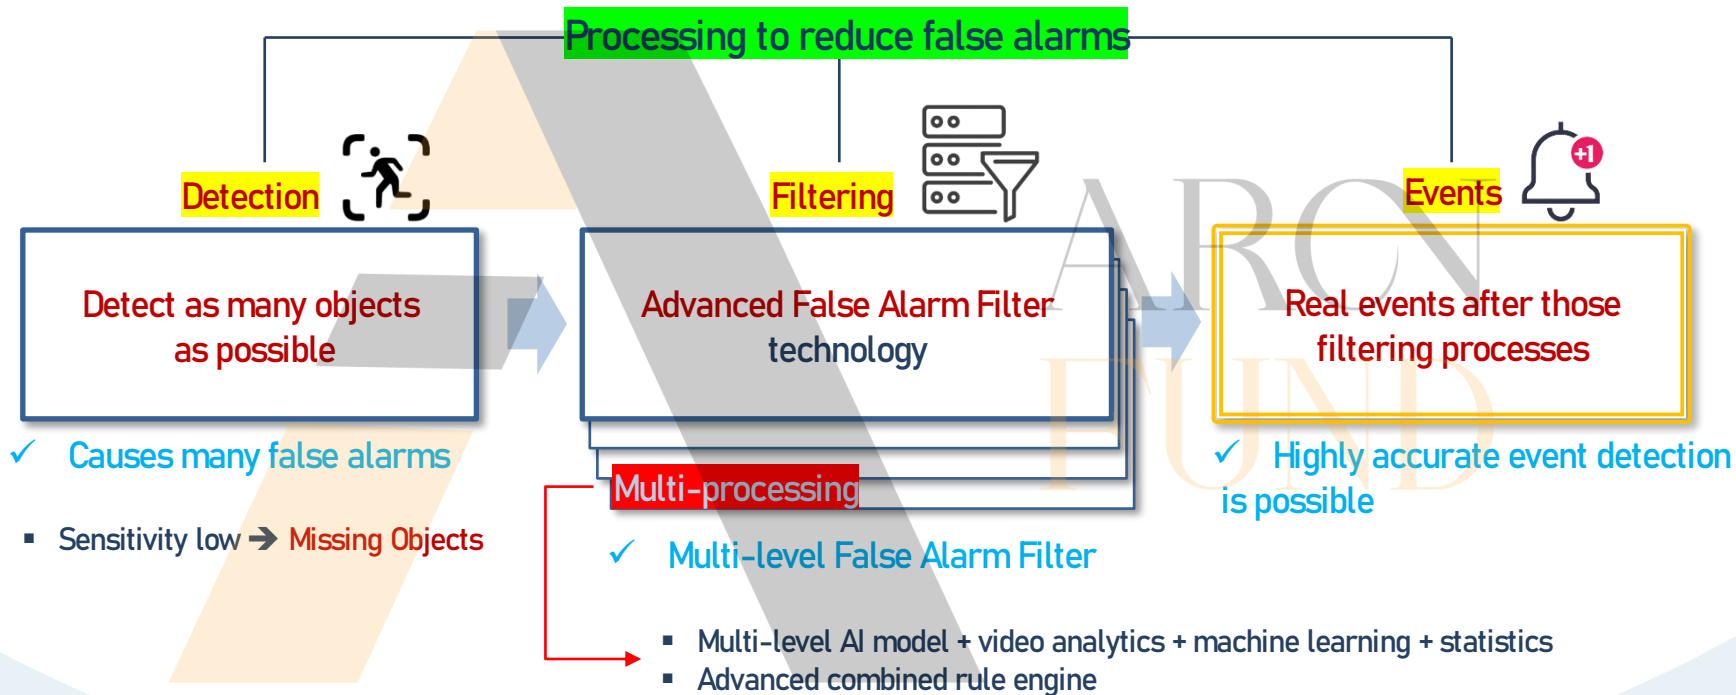 Processing to reduce false alarms
Detection
Detect as many objects
as possible
✓ Causes many false alarms
▪ Sensitivity low ➔ Missing Objects
Filtering
Advanced False Alarm Filter
technology
Multi-processing
✓ Multi-level False Alarm Filter
▪ Multi-level AI model + video analytics + machine learning + statistics
▪ Advanced combined rule engine
Events
+1
Real events after those
filtering processes
✓ Highly accurate event detection
is possible
ARCN
FUND